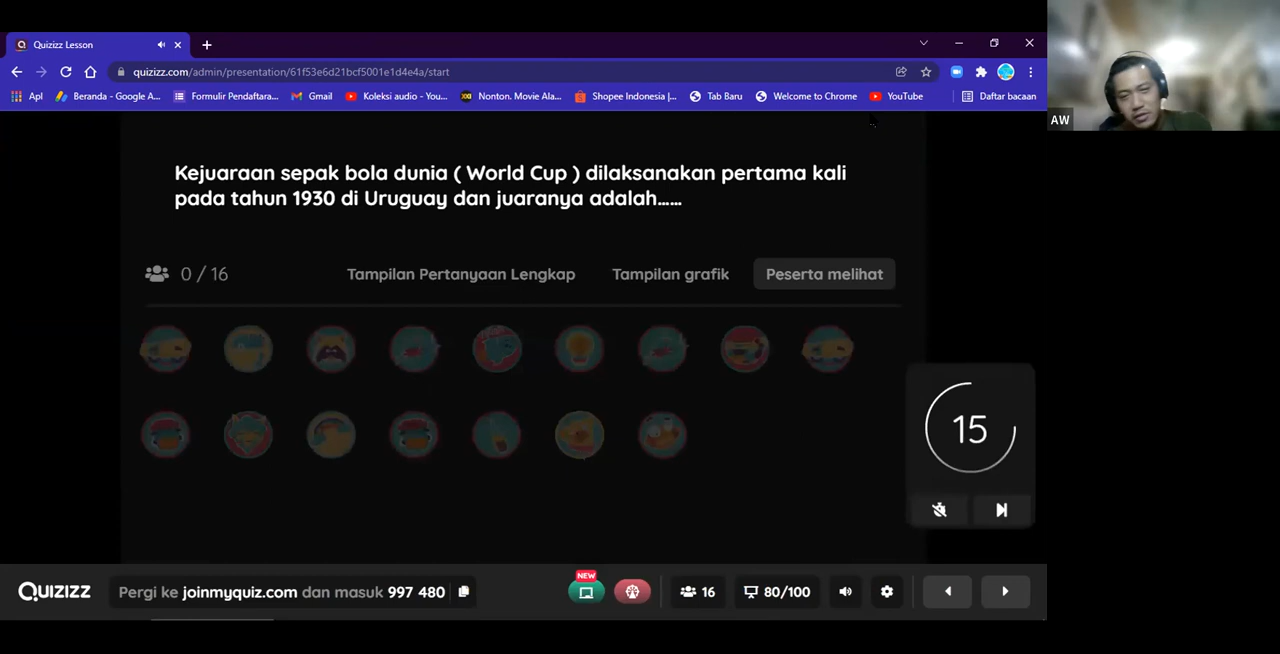 Quizizz Lesson
quizizz.com/admin/presentation/61f53e6d21bcf5001e1d4e4a/start
Apl Beranda - Google A... Formulir Pendaftara... Gmail Koleksi audio - You... Nonton. Movie Ala... Shopee Indonesia |... Tab Baru Welcome to Chrome YouTube Daftar bacaan
AW
Kejuaraan sepak bola dunia ( World Cup ) dilaksanakan pertama kali
pada tahun 1930 di Uruguay dan juaranya adalah......
0 / 16 Tampilan Pertanyaan Lengkap Tampilan grafik Peserta melihat
15
NEW
QUIZIZZ Pergi ke joinmyquiz.com dan masuk 997 480 16 80/100